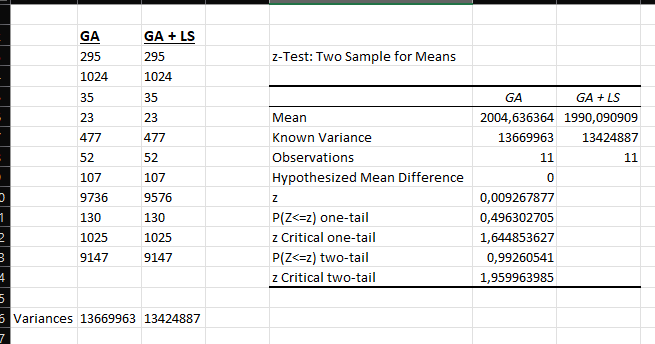 GA GA + LS
295 295 z-Test: Two Sample for Means
1024 1024
35 35 GA GA + LS
23 23 Mean 2004,636364 1990,090909
477 477 Known Variance 13669963 13424887
52 52 Observations 11 11
107 107 Hypothesized Mean Difference 0
9736 9576 z 0,009267877
130 130 P(Z<=z) one-tail 0,496302705
1025 1025 z Critical one-tail 1,644853627
9147 9147 P(Z<=z) two-tail 0,99260541
z Critical two-tail 1,959963985
Variances 13669963 13424887